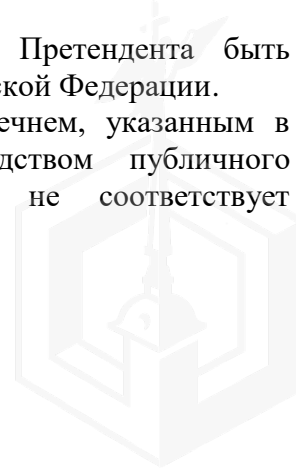 Претендента быть
ской Федерации.
ечнем, указанным в
дством публичного
не соответствует